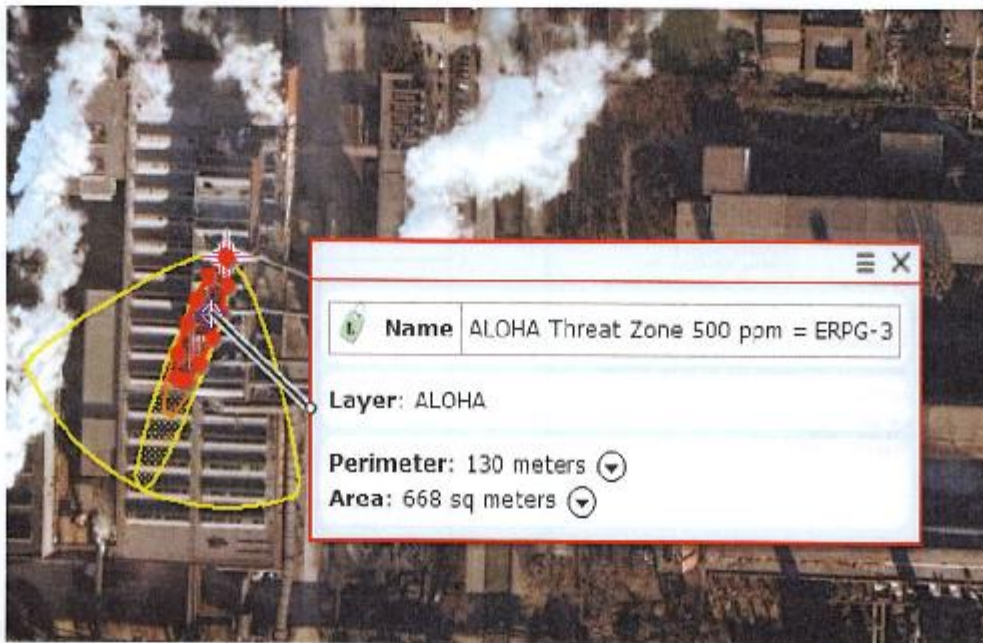 L Name ALOHA Threat Zone 500 ppm = ERPG-3
Layer: ALOHA
Perimeter: 130 meters
Area: 668 sq meters